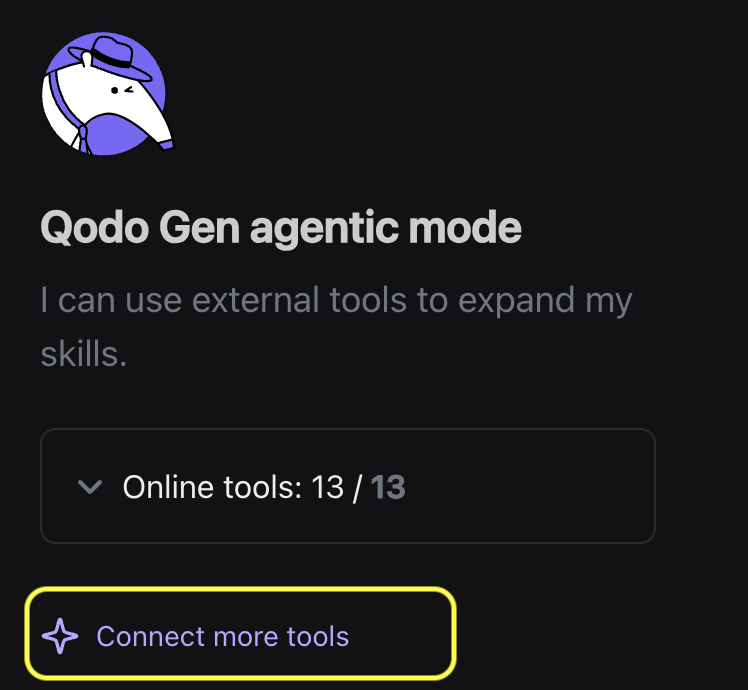 Qodo Gen agentic mode
I can use external tools to expand my
skills.
Online tools: 13 / 13
Connect more tools